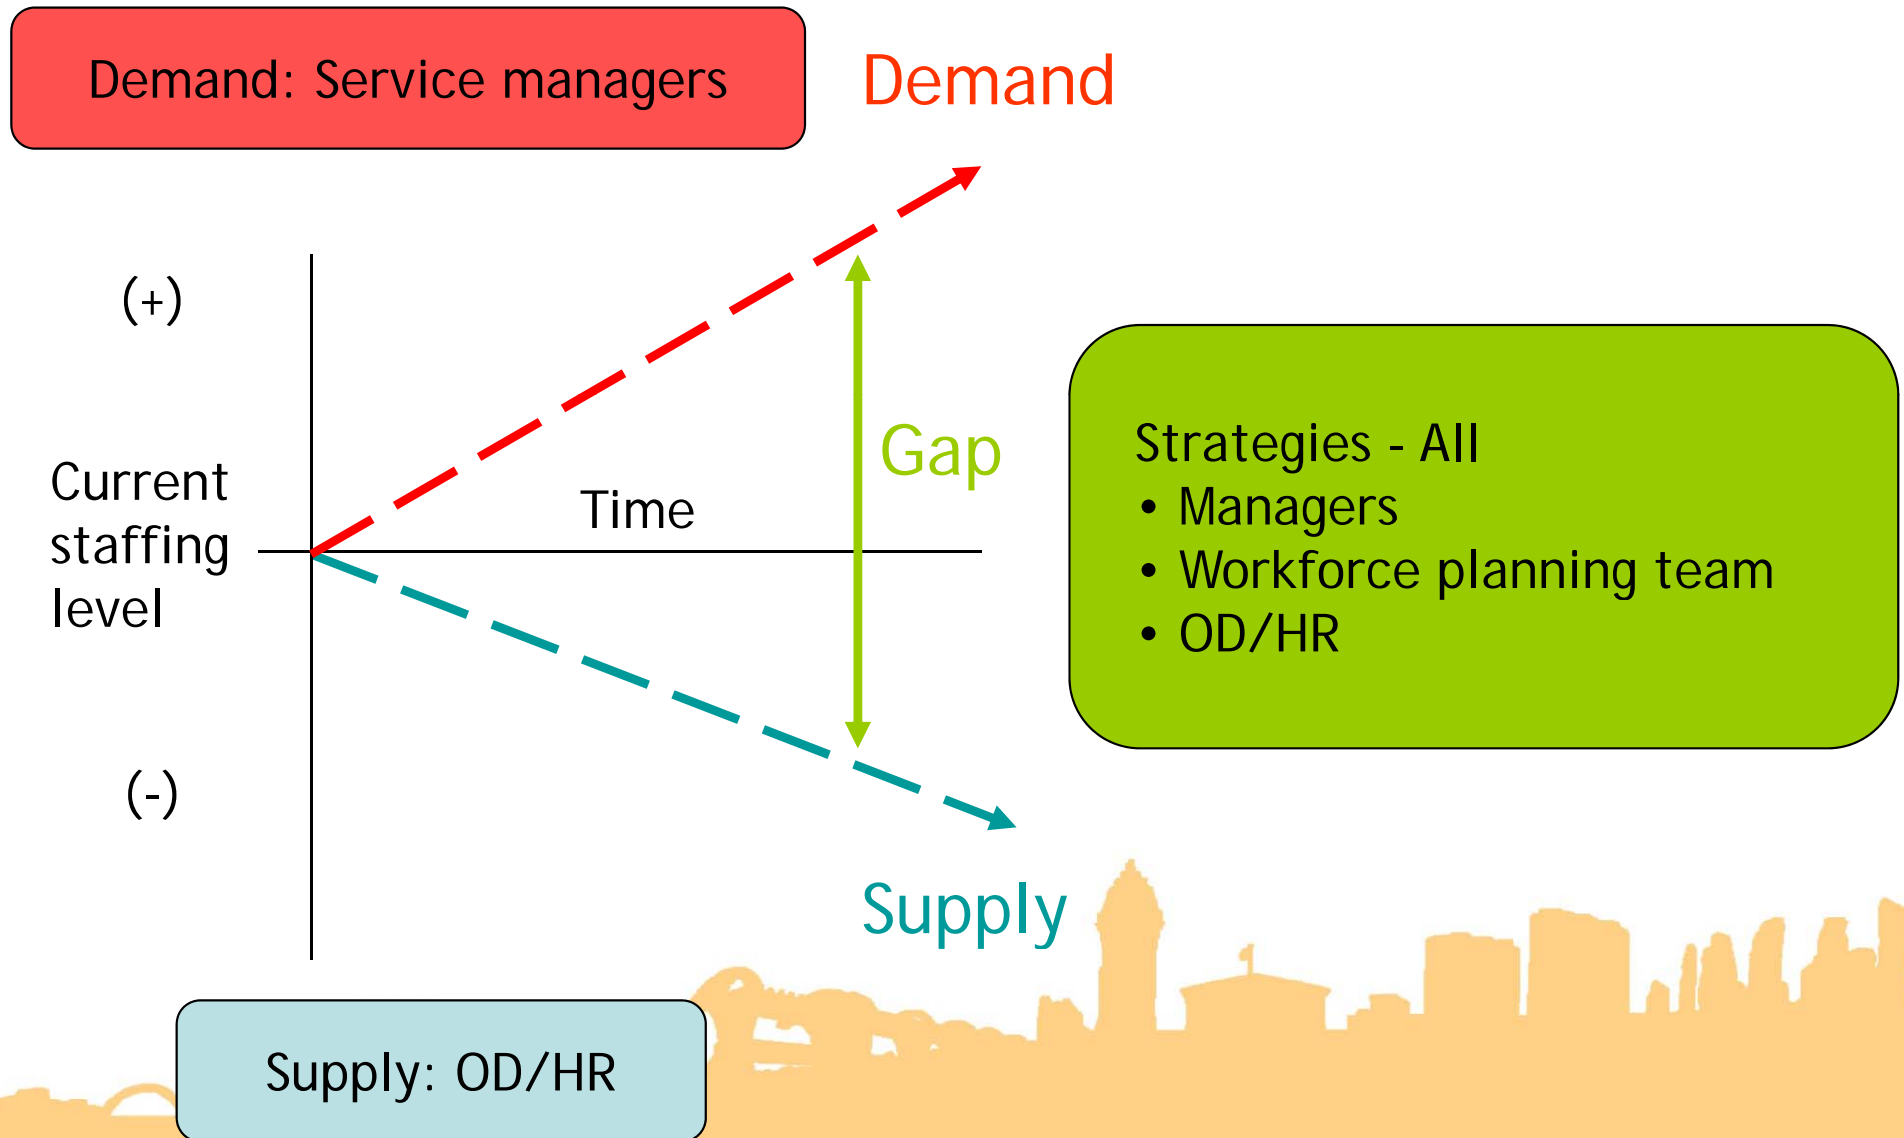 Demand: Service managers
Demand
(+)
Gap
Current
staffing
level
Time
Strategies - All
• Managers
• Workforce planning team
• OD/HR
(-)
Supply
Supply: OD/HR